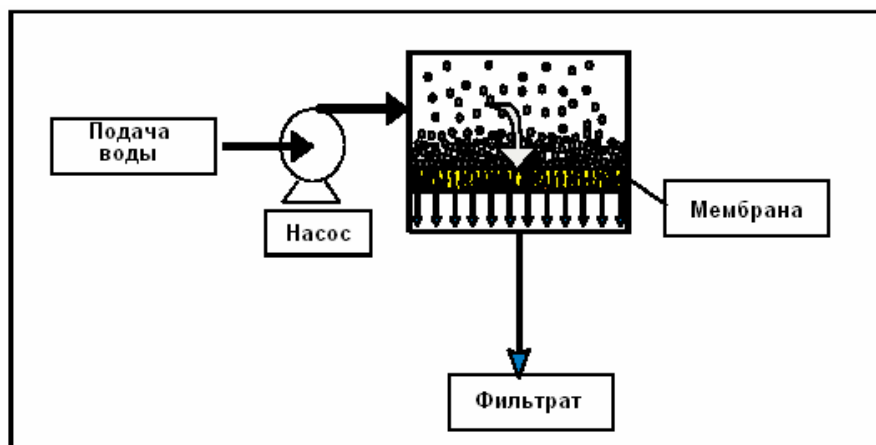 Подача
воды
Насос
Мембрана
Фильтрат